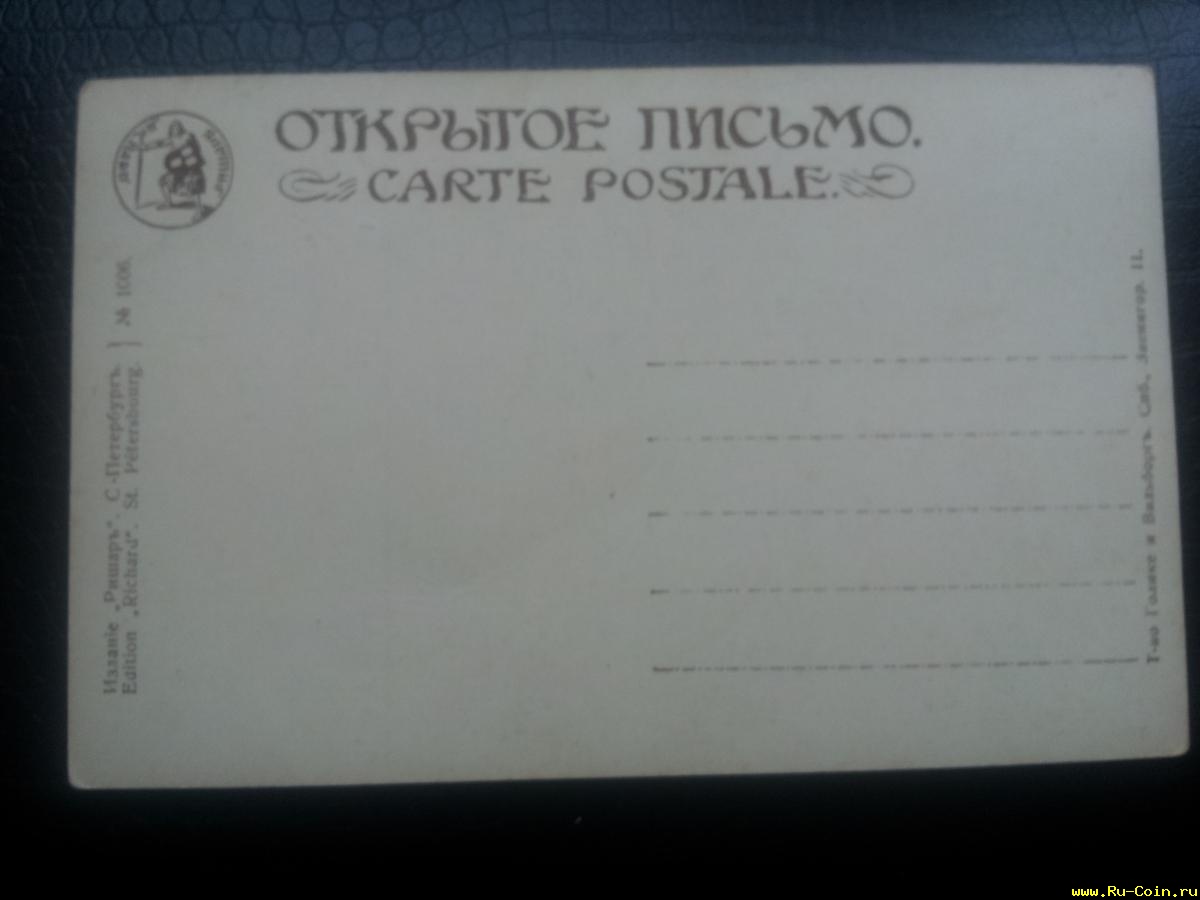 ОТКРЫТОЕ ПИСЬМО.
CARTE POSTALE.
Изданіе „Ришаръ“. С.-Петербургъ.
Edition „Richard“. St. Pétersbourg.
№ 1006.
Т-во Голике и Вильборгъ. Спб., Звенигор. 11.
www.Ru-Coin.ru